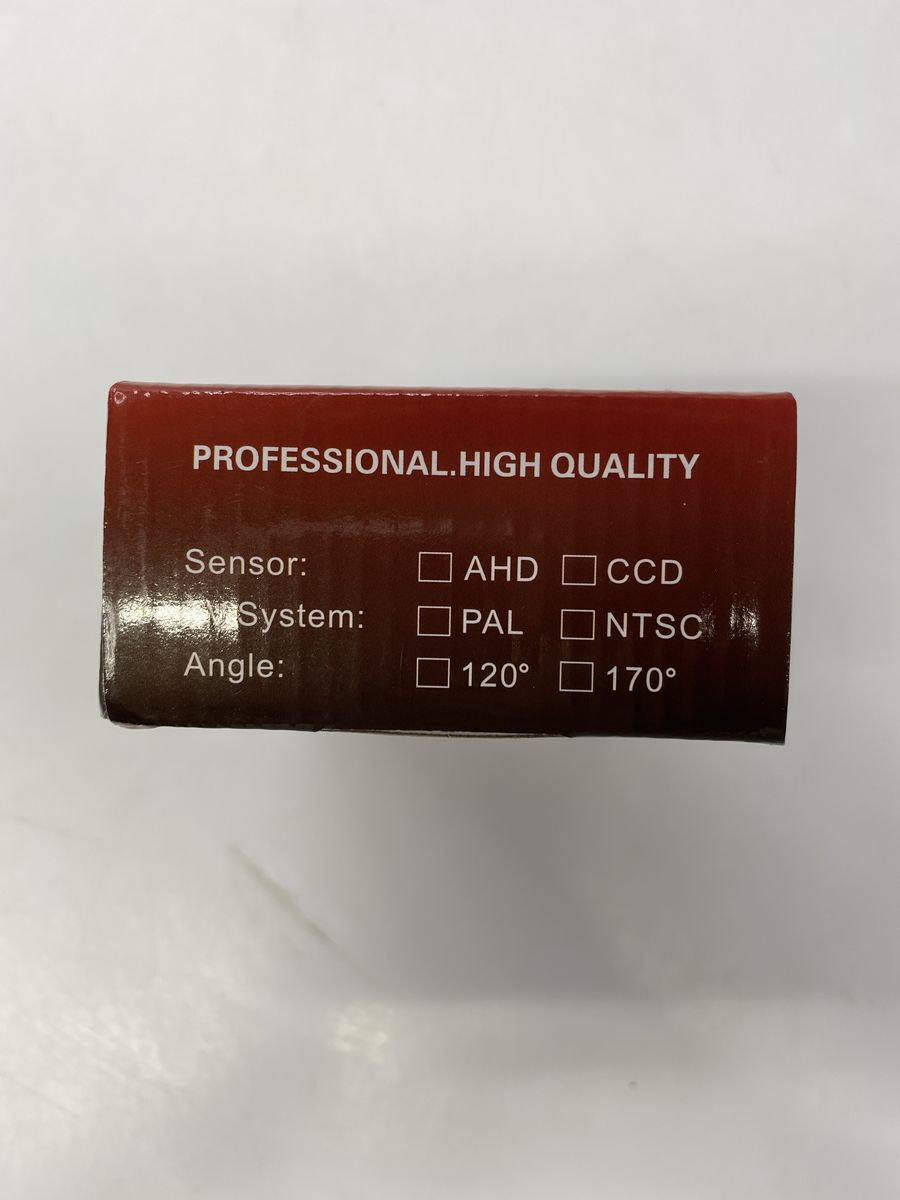 PROFESSIONAL.HIGH QUALITY
Sensor: AHD CCD
System: PAL NTSC
Angle: 120° 170°